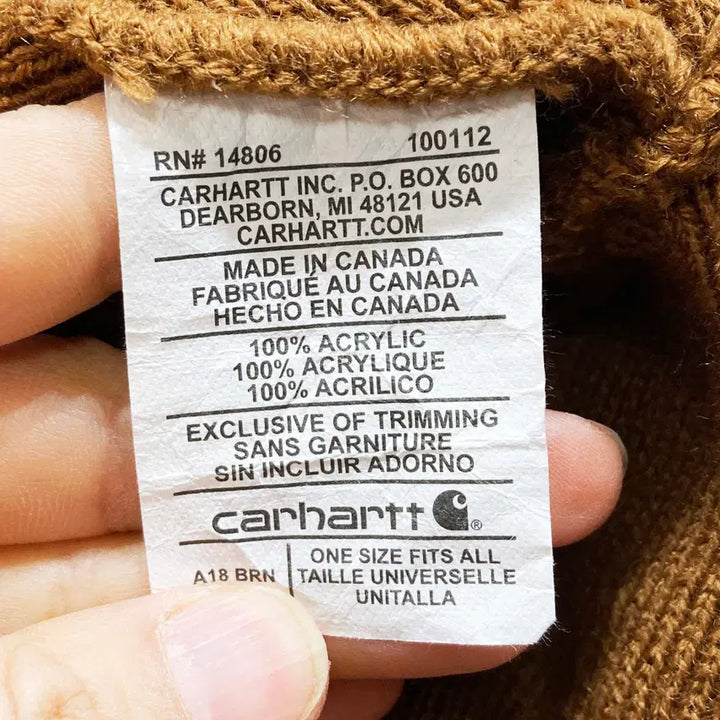 RN# 14806 100112
CARHARTT INC. P.O. BOX 600
DEARBORN, MI 48121 USA
CARHARTT.COM
MADE IN CANADA
FABRIQUÉ AU CANADA
HECHO EN CANADA
100% ACRYLIC
100% ACRYLIQUE
100% ACRILICO
EXCLUSIVE OF TRIMMING
SANS GARNITURE
SIN INCLUIR ADORNO
carhartt ®
A18 BRN
ONE SIZE FITS ALL
TAILLE UNIVERSELLE
UNITALLA